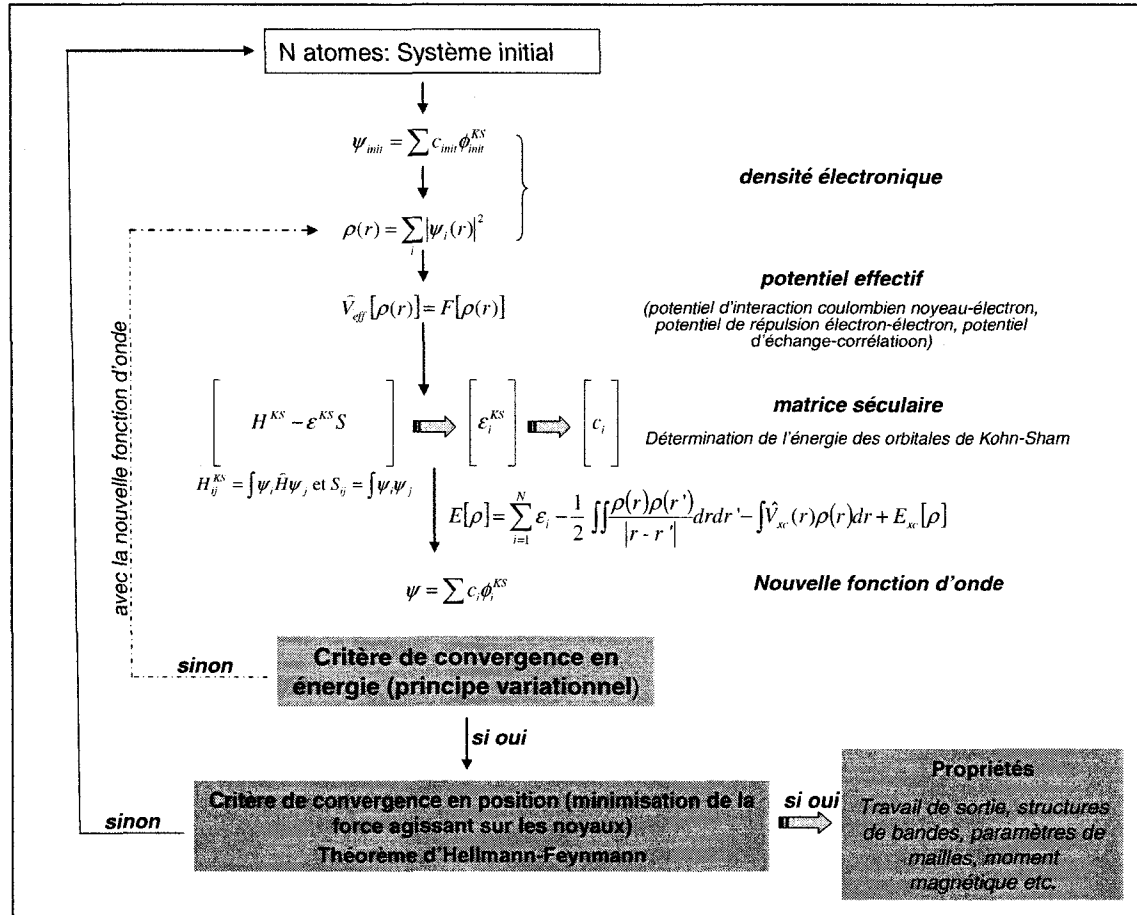 N atomes: Système initial
ψ_init = ∑ c_init φ_init^KS
densité électronique
ρ(r) = ∑_i |ψ_i(r)|²
potentiel effectif
V̂_eff[ρ(r)] = F[ρ(r)]
(potentiel d'interaction coulombien noyeau-électron,
potentiel de répulsion électron-électron, potentiel
d'échange-corrélatioon)
avec la nouvelle fonction d'onde
[H^KS − ε^KS S] [ε_i^KS] [c_i]
matrice séculaire
Détermination de l'énergie des orbitales de Kohn-Sham
H_ij^KS = ∫ψ_i Ĥψ_j et S_ij = ∫ψ_i ψ_j
E[ρ] = ∑_{i=1}^N ε_i − 1/2 ∫∫ ρ(r)ρ(r')/|r - r'| drdr' − ∫V̂_xc(r)ρ(r)dr + E_xc[ρ]
ψ = ∑ c_i φ_i^KS
Nouvelle fonction d'onde
sinon
Critère de convergence en
énergie (principe variationnel)
si oui
sinon
Critère de convergence en position (minimisation de la
force agissant sur les noyaux)
Théorème d'Hellmann-Feynmann
si oui
Propriétés
Travail de sortie, structures
de bandes, paramètres de
mailles, moment
magnétique etc.